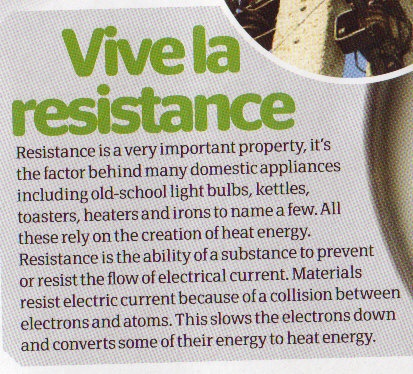 Vive la
resistance
Resistance is a very important property, it's
the factor behind many domestic appliances
including old-school light bulbs, kettles,
toasters, heaters and irons to name a few. All
these rely on the creation of heat energy.
Resistance is the ability of a substance to prevent
or resist the flow of electrical current. Materials
resist electric current because of a collision between
electrons and atoms. This slows the electrons down
and converts some of their energy to heat energy.